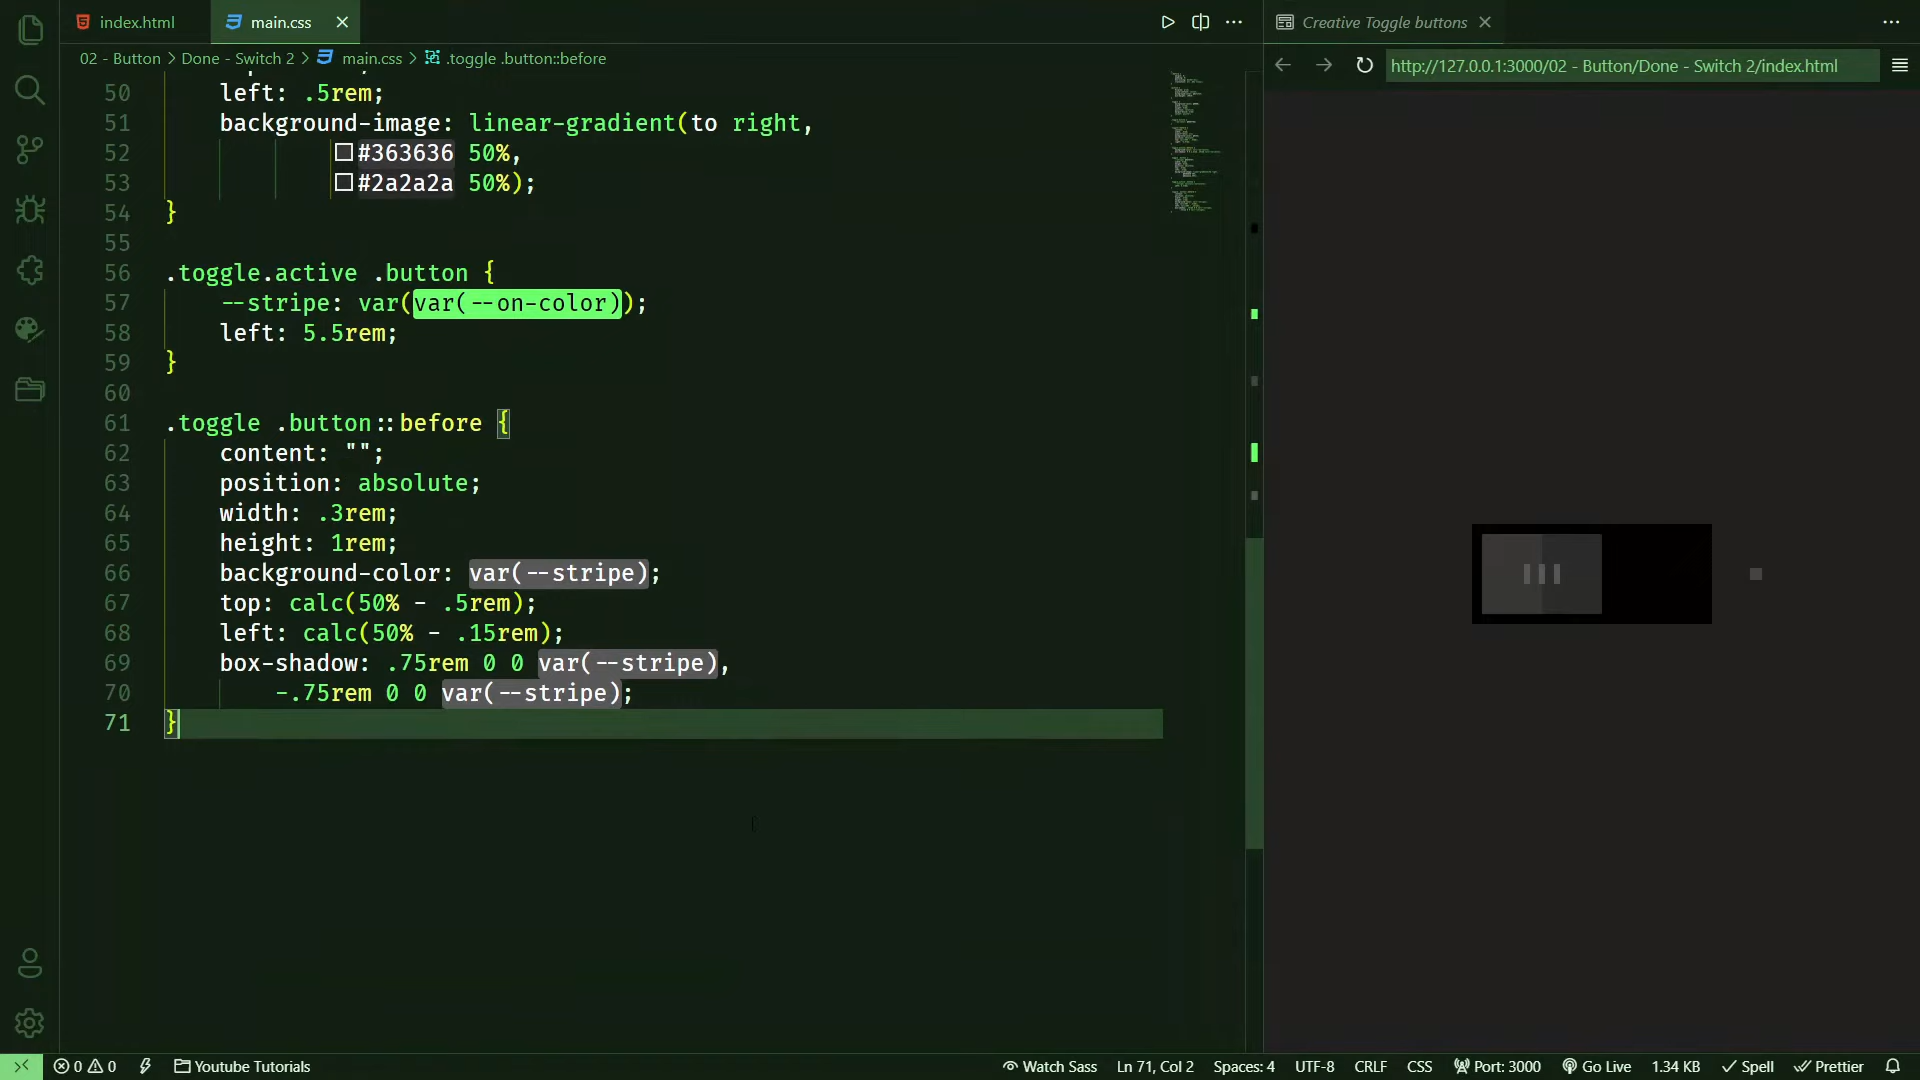 index.html
main.css
Creative Toggle buttons
02 - Button > Done - Switch 2 > main.css > .toggle .button::before
http://127.0.0.1:3000/02 - Button/Done - Switch 2/index.html
50 left: .5rem;
51 background-image: linear-gradient(to right,
52 #363636 50%,
53 #2a2a2a 50%);
54 }
55
56 .toggle.active .button {
57 --stripe: var(var(--on-color));
58 left: 5.5rem;
59 }
60
61 .toggle .button::before {
62 content: "";
63 position: absolute;
64 width: .3rem;
65 height: 1rem;
66 background-color: var(--stripe);
67 top: calc(50% - .5rem);
68 left: calc(50% - .15rem);
69 box-shadow: .75rem 0 0 var(--stripe),
70 -.75rem 0 0 var(--stripe);
71 }
0 0 Youtube Tutorials Watch Sass Ln 71, Col 2 Spaces: 4 UTF-8 CRLF CSS Port: 3000 Go Live 1.34 KB Spell Prettier